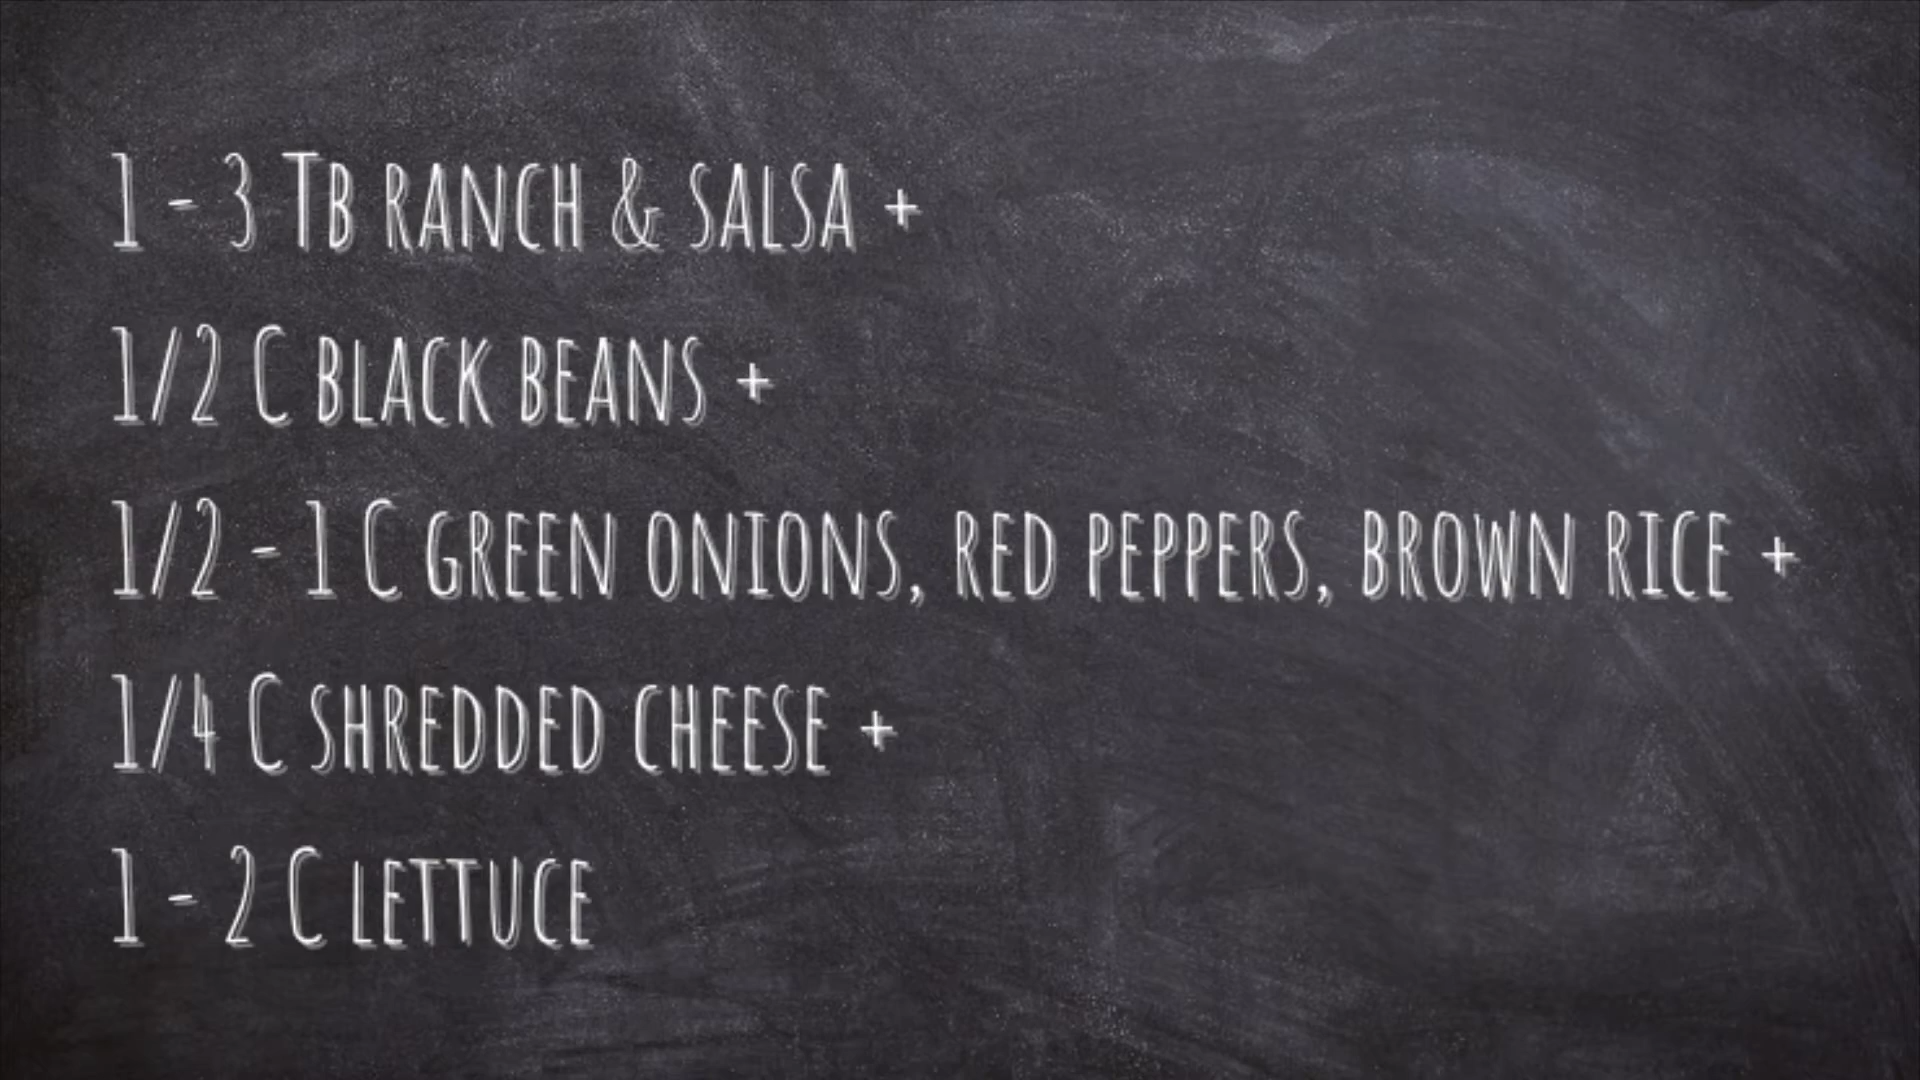 1 - 3 TB RANCH & SALSA +
1/2 C BLACK BEANS +
1/2 - 1 C GREEN ONIONS, RED PEPPERS, BROWN RICE +
1/4 C SHREDDED CHEESE +
1 - 2 C LETTUCE